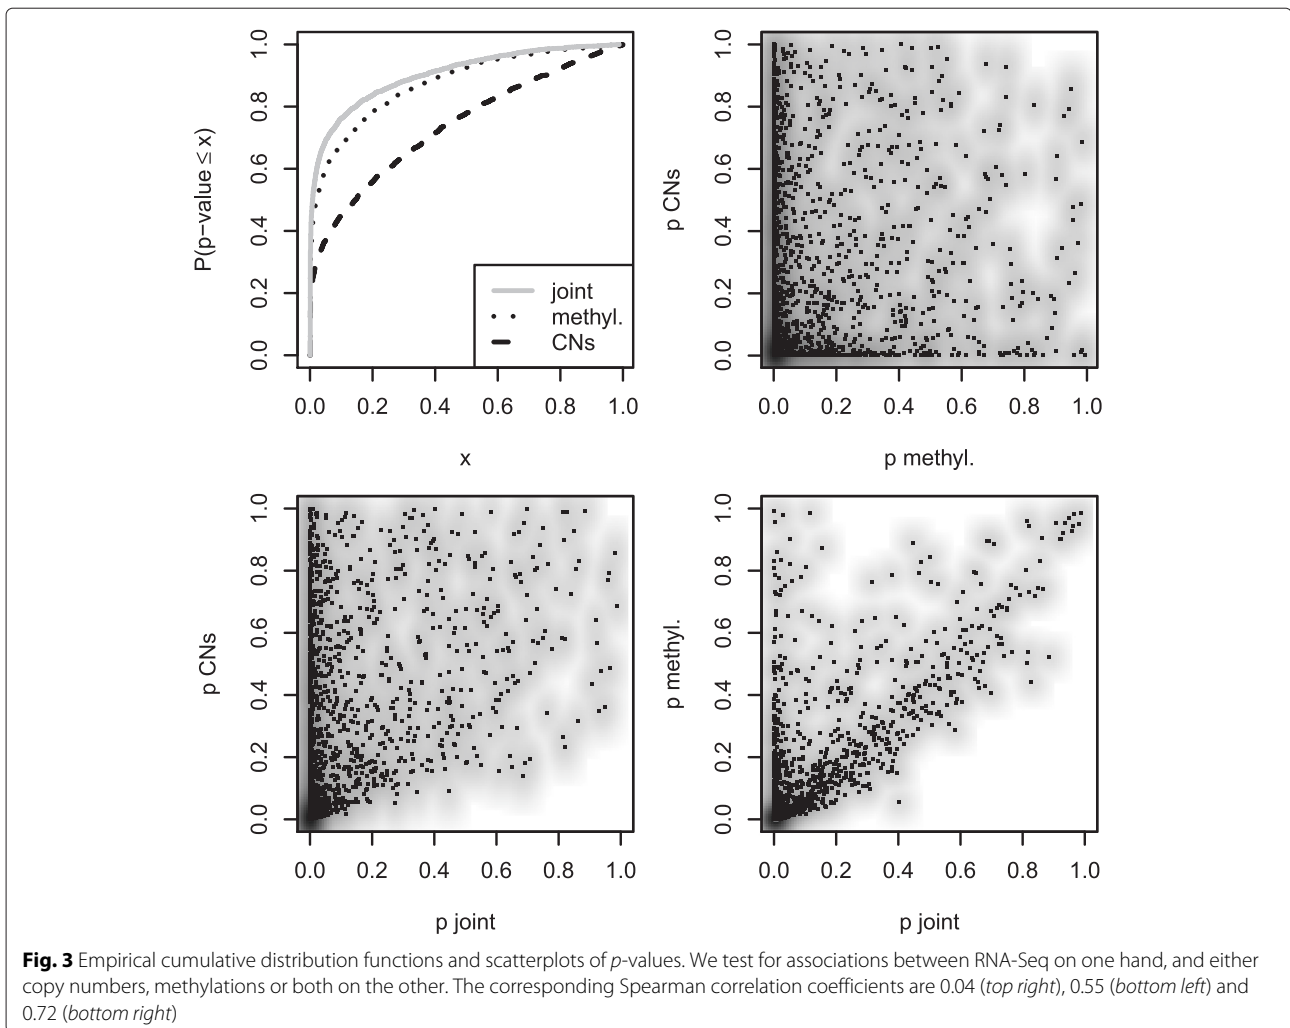 P(p−value ≤ x)
1.0
0.8
0.6
0.4
0.2
0.0
joint
methyl.
CNs
0.0 0.2 0.4 0.6 0.8 1.0
x
p CNs
1.0
0.8
0.6
0.4
0.2
0.0
0.0 0.2 0.4 0.6 0.8 1.0
p methyl.
p CNs
1.0
0.8
0.6
0.4
0.2
0.0
0.0 0.2 0.4 0.6 0.8 1.0
p joint
p methyl.
1.0
0.8
0.6
0.4
0.2
0.0
0.0 0.2 0.4 0.6 0.8 1.0
p joint
Fig. 3 Empirical cumulative distribution functions and scatterplots of p-values. We test for associations between RNA-Seq on one hand, and either
copy numbers, methylations or both on the other. The corresponding Spearman correlation coefficients are 0.04 (top right), 0.55 (bottom left) and
0.72 (bottom right)